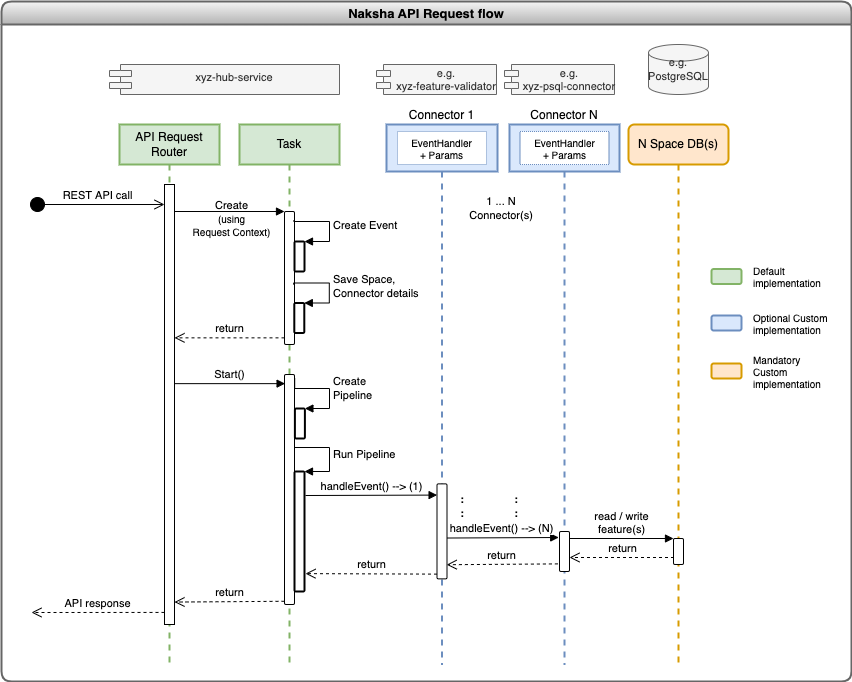 Naksha API Request flow
xyz-hub-service
e.g.
xyz-feature-validator
e.g.
xyz-psql-connector
e.g.
PostgreSQL
Connector 1
Connector N
API Request
Router
Task
EventHandler
+ Params
EventHandler
+ Params
N Space DB(s)
REST API call
Create
(using
Request Context)
1 ... N
Connector(s)
Create Event
Save Space,
Connector details
Default
implementation
return
Optional Custom
implementation
Start()
Create
Pipeline
Mandatory
Custom
implementation
Run Pipeline
handleEvent() --> (1)
:
:
:
:
handleEvent() --> (N)
read / write
feature(s)
return
return
return
return
API response